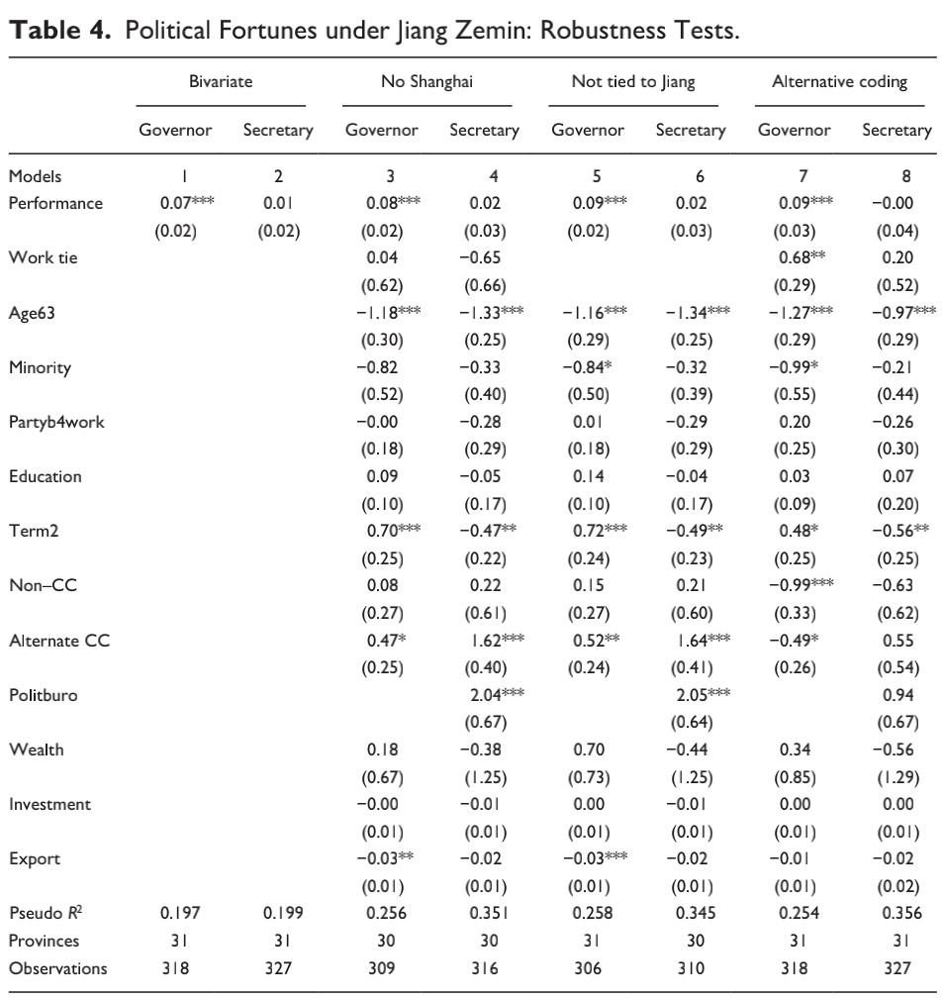 Table 4. Political Fortunes under Jiang Zemin: Robustness Tests.
Bivariate No Shanghai Not tied to Jiang Alternative coding
Governor Secretary Governor Secretary Governor Secretary Governor Secretary
Models 1 2 3 4 5 6 7 8
Performance 0.07*** 0.01 0.08*** 0.02 0.09*** 0.02 0.09*** −0.00
(0.02) (0.02) (0.02) (0.03) (0.02) (0.03) (0.03) (0.04)
Work tie 0.04 −0.65 0.68** 0.20
(0.62) (0.66) (0.29) (0.52)
Age63 −1.18*** −1.33*** −1.16*** −1.34*** −1.27*** −0.97***
(0.30) (0.25) (0.29) (0.25) (0.29) (0.29)
Minority −0.82 −0.33 −0.84* −0.32 −0.99* −0.21
(0.52) (0.40) (0.50) (0.39) (0.55) (0.44)
Partyb4work −0.00 −0.28 0.01 −0.29 0.20 −0.26
(0.18) (0.29) (0.18) (0.29) (0.25) (0.30)
Education 0.09 −0.05 0.14 −0.04 0.03 0.07
(0.10) (0.17) (0.10) (0.17) (0.09) (0.20)
Term2 0.70*** −0.47** 0.72*** −0.49** 0.48* −0.56**
(0.25) (0.22) (0.24) (0.23) (0.25) (0.25)
Non–CC 0.08 0.22 0.15 0.21 −0.99*** −0.63
(0.27) (0.61) (0.27) (0.60) (0.33) (0.62)
Alternate CC 0.47* 1.62*** 0.52** 1.64*** −0.49* 0.55
(0.25) (0.40) (0.24) (0.41) (0.26) (0.54)
Politburo 2.04*** 2.05*** 0.94
(0.67) (0.64) (0.67)
Wealth 0.18 −0.38 0.70 −0.44 0.34 −0.56
(0.67) (1.25) (0.73) (1.25) (0.85) (1.29)
Investment −0.00 −0.01 0.00 −0.01 0.00 0.00
(0.01) (0.01) (0.01) (0.01) (0.01) (0.01)
Export −0.03** −0.02 −0.03*** −0.02 −0.01 −0.02
(0.01) (0.01) (0.01) (0.01) (0.01) (0.02)
Pseudo R² 0.197 0.199 0.256 0.351 0.258 0.345 0.254 0.356
Provinces 31 31 30 30 31 30 31 31
Observations 318 327 309 316 306 310 318 327